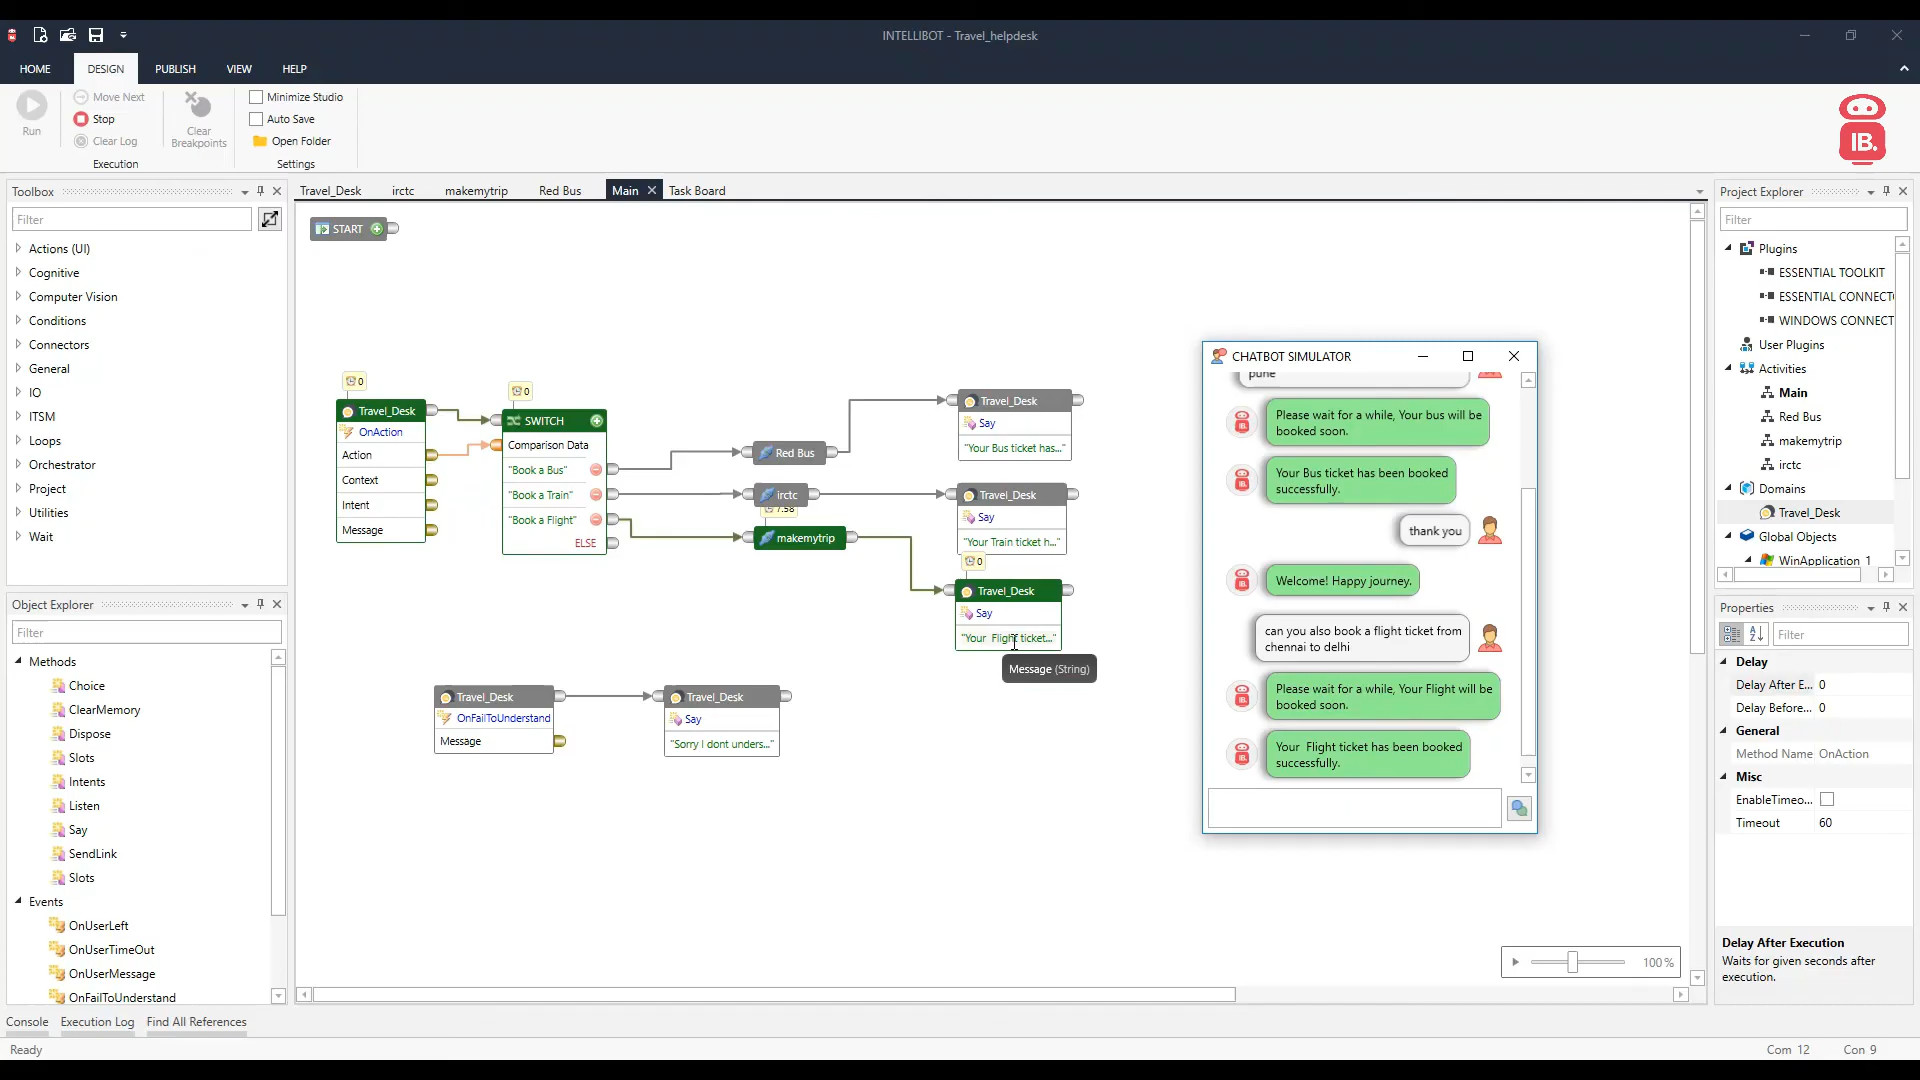 INTELLIBOT - Travel_helpdesk
HOME
DESIGN
PUBLISH
VIEW
HELP
Run
Move Next
Stop
Clear Log
Execution
Clear
Breakpoints
Minimize Studio
Auto Save
Open Folder
Settings
IB.
Toolbox
Filter
Actions (UI)
Cognitive
Computer Vision
Conditions
Connectors
General
IO
ITSM
Loops
Orchestrator
Project
Utilities
Wait
Object Explorer
Filter
Methods
Choice
ClearMemory
Dispose
Slots
Intents
Listen
Say
SendLink
Slots
Events
OnUserLeft
OnUserTimeOut
OnUserMessage
OnFailToUnderstand
Travel_Desk
irctc
makemytrip
Red Bus
Main
Task Board
START
0
Travel_Desk
OnAction
Action
Context
Intent
Message
0
SWITCH
Comparison Data
"Book a Bus"
"Book a Train"
"Book a Flight"
ELSE
Red Bus
irctc
7.58
makemytrip
Travel_Desk
Say
"Your Bus ticket has..."
Travel_Desk
Say
"Your Train ticket h..."
0
Travel_Desk
Say
"Your  Flight ticket..."
Message (String)
Travel_Desk
OnFailToUnderstand
Message
Travel_Desk
Say
"Sorry I dont unders..."
CHATBOT SIMULATOR
pune
Please wait for a while, Your bus will be
booked soon.
Your Bus ticket has been booked
successfully.
thank you
Welcome! Happy journey.
can you also book a flight ticket from
chennai to delhi
Please wait for a while, Your Flight will be
booked soon.
Your  Flight ticket has been booked
successfully.
100 %
Project Explorer
Filter
Plugins
ESSENTIAL TOOLKIT
ESSENTIAL CONNECT
WINDOWS CONNECT
User Plugins
Activities
Main
Red Bus
makemytrip
irctc
Domains
Travel_Desk
Global Objects
WinApplication_1
Properties
Filter
Delay
Delay After E... 0
Delay Before... 0
General
Method Name OnAction
Misc
EnableTimeo...
Timeout 60
Delay After Execution
Waits for given seconds after
execution.
Console
Execution Log
Find All References
Ready
Com 12
Con 9